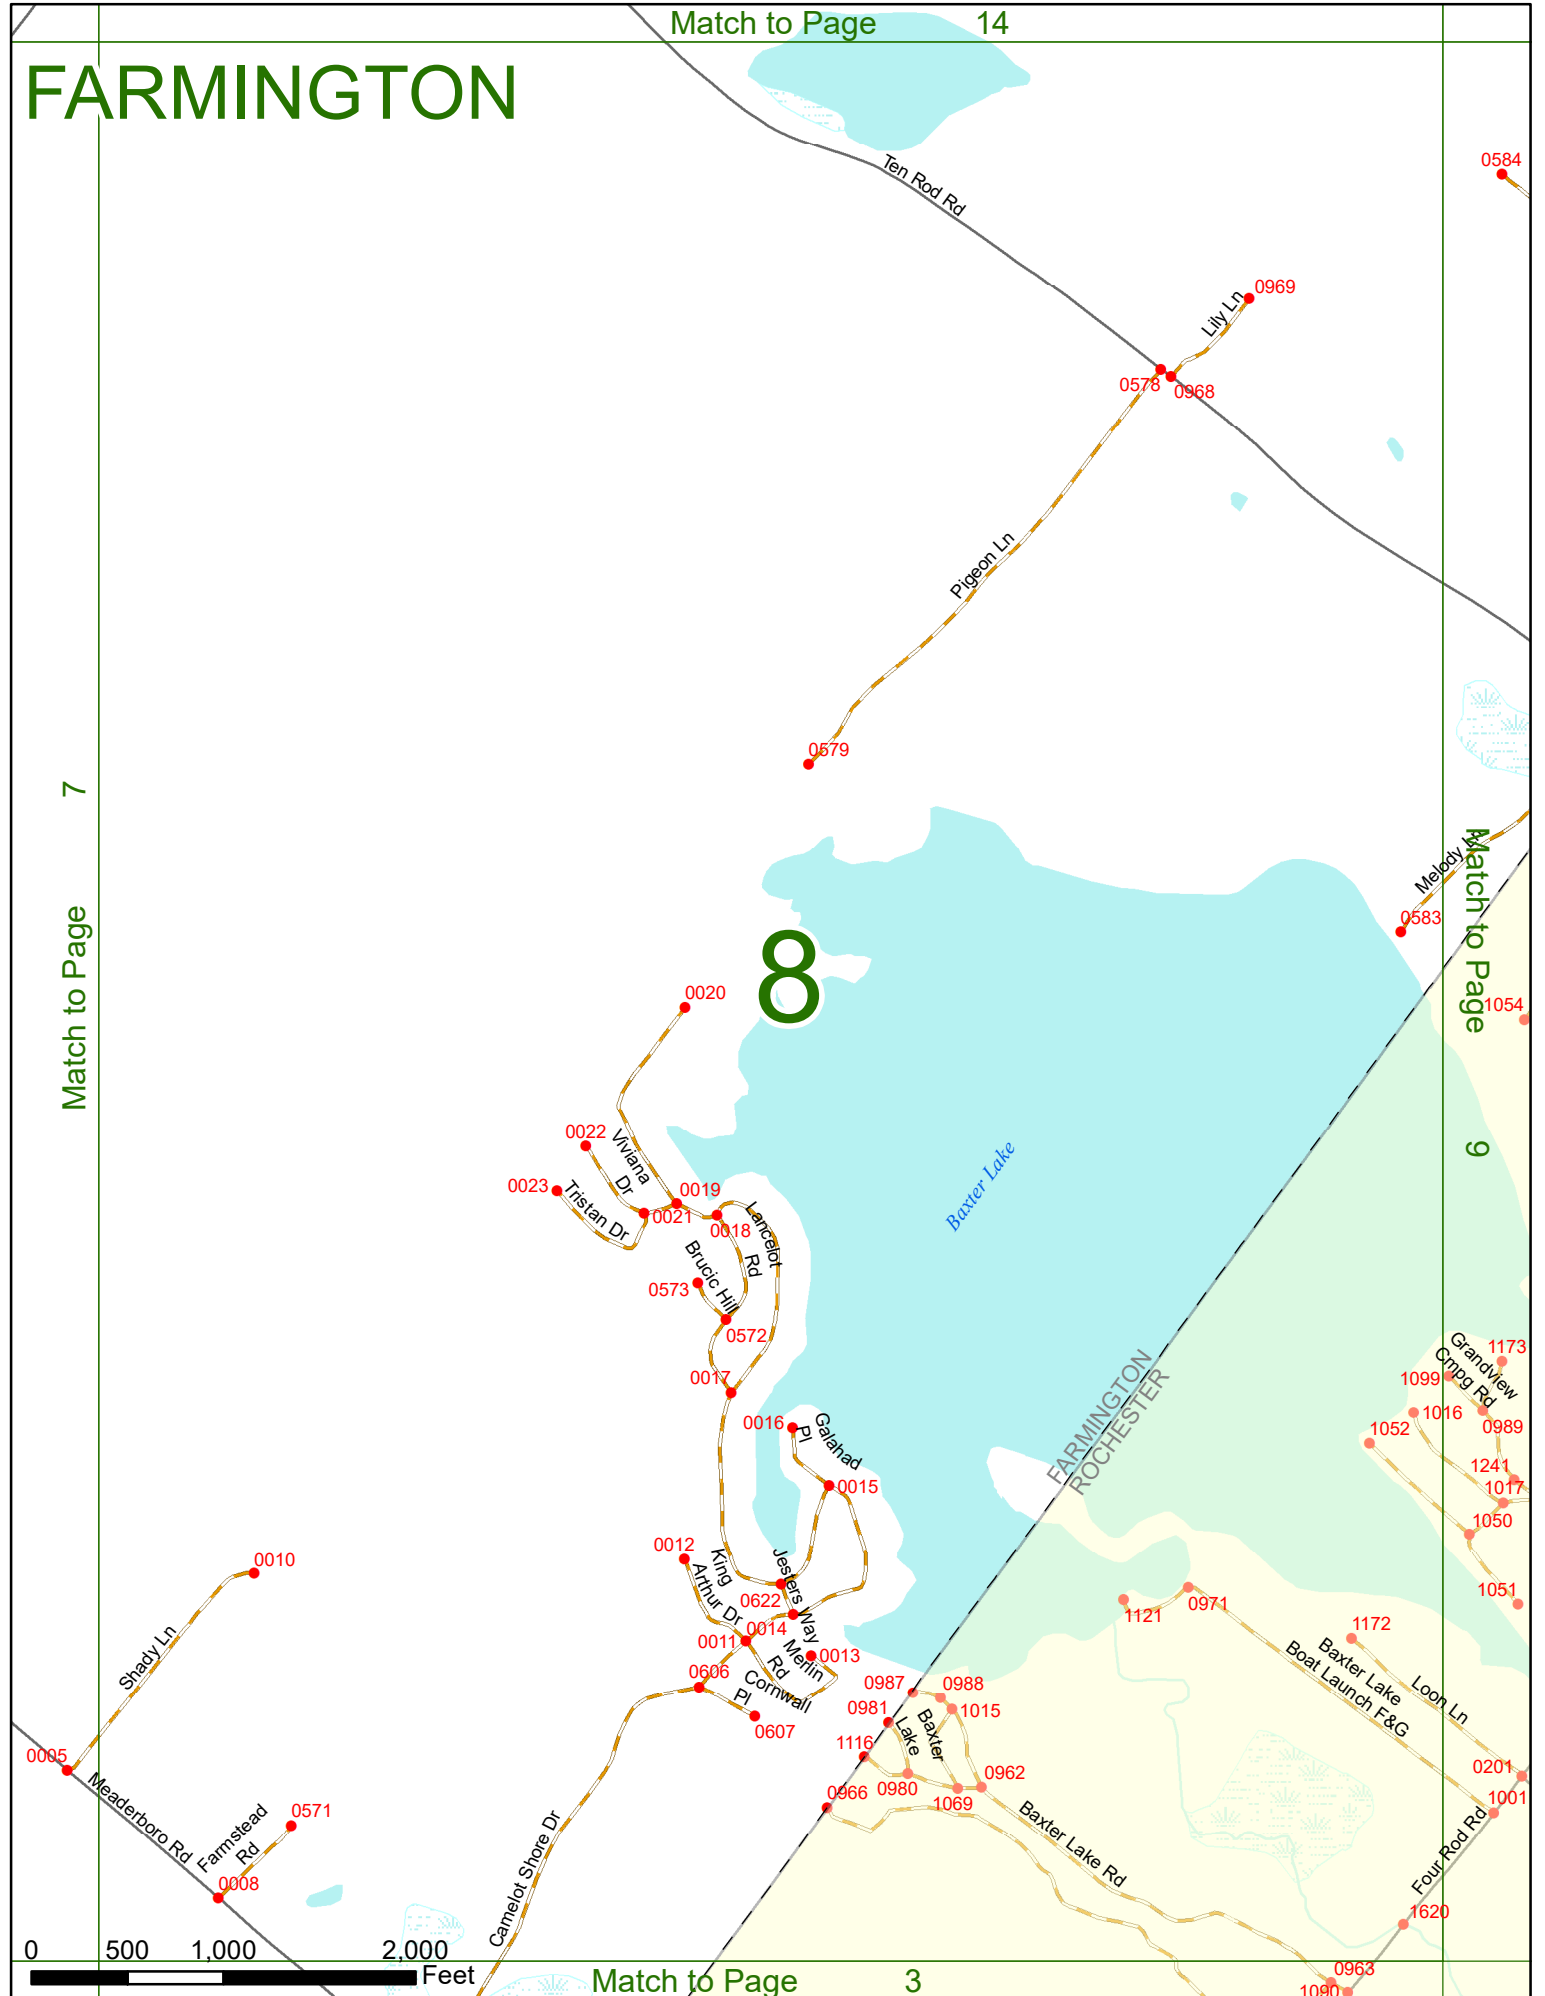 Match to Page 14
FARMINGTON
Ten Rod Rd
0584
0969
Lily Ln
0578
0968
Pigeon Ln
0579
7
Match to Page
Melody Ln
0583
Match to Page
9
8
1054
0020
0022
Viviana
Dr
0023
Tristan Dr
0019
0021
0018
Lancelot
Rd
Baxter Lake
Brucic Hill
0573
0572
0017
FARMINGTON
ROCHESTER
Grandview
Cmpg Rd
1173
1099
1016
0989
1052
1241
1017
1050
1051
0016
Galahad
Pl
0015
0012
King
Arthur Dr
Jesters Way
0622
0014
0011
0013
Merlin
Rd
0606
Cornwall
Pl
0607
0010
Shady Ln
0005
Meaderboro Rd
Farmstead
Rd
0571
0008
Camelot Shore Dr
1121
0971
1172
Baxter Lake
Boat Launch F&G
Loon Ln
0987
0988
0981
1015
Baxter
Lake
1116
0980
0962
1069
0966
Baxter Lake Rd
0201
1001
Four Rod Rd
1620
0963
1090
0 500 1,000 2,000
Feet
Match to Page 3